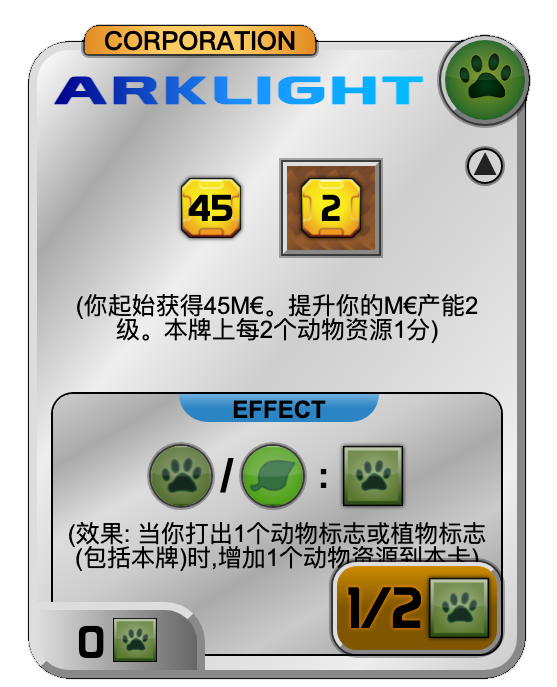 CORPORATION
ARKLIGHT
45 2
(你起始获得45M€。提升你的M€产能2
级。本牌上每2个动物资源1分)
EFFECT
/ :
(效果: 当你打出1个动物标志或植物标志
(包括本牌)时,增加1个动物资源到本卡)
1/2
0